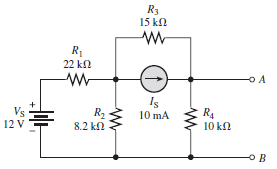 R3
15 kΩ
R1
22 kΩ
A
IS
10 mA
VS
12 V
+
−
R2
8.2 kΩ
R4
10 kΩ
B